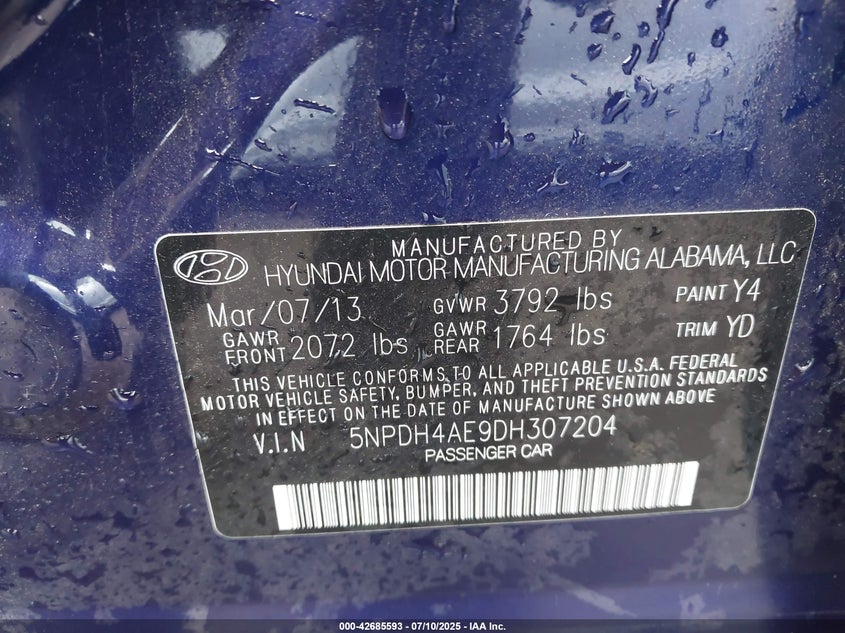 MANUFACTURED BY
HYUNDAI MOTOR MANUFACTURING ALABAMA, LLC
Mar/07/13 GVWR 3792 lbs PAINT Y4
GAWR FRONT 2072 lbs GAWR REAR 1764 lbs TRIM YD
THIS VEHICLE CONFORMS TO ALL APPLICABLE U.S.A. FEDERAL
MOTOR VEHICLE SAFETY, BUMPER, AND THEFT PREVENTION STANDARDS
IN EFFECT ON THE DATE OF MANUFACTURE SHOWN ABOVE
V.I.N 5NPDH4AE9DH307204
PASSENGER CAR
000-42685593 - 07/10/2025 - IAA Inc.